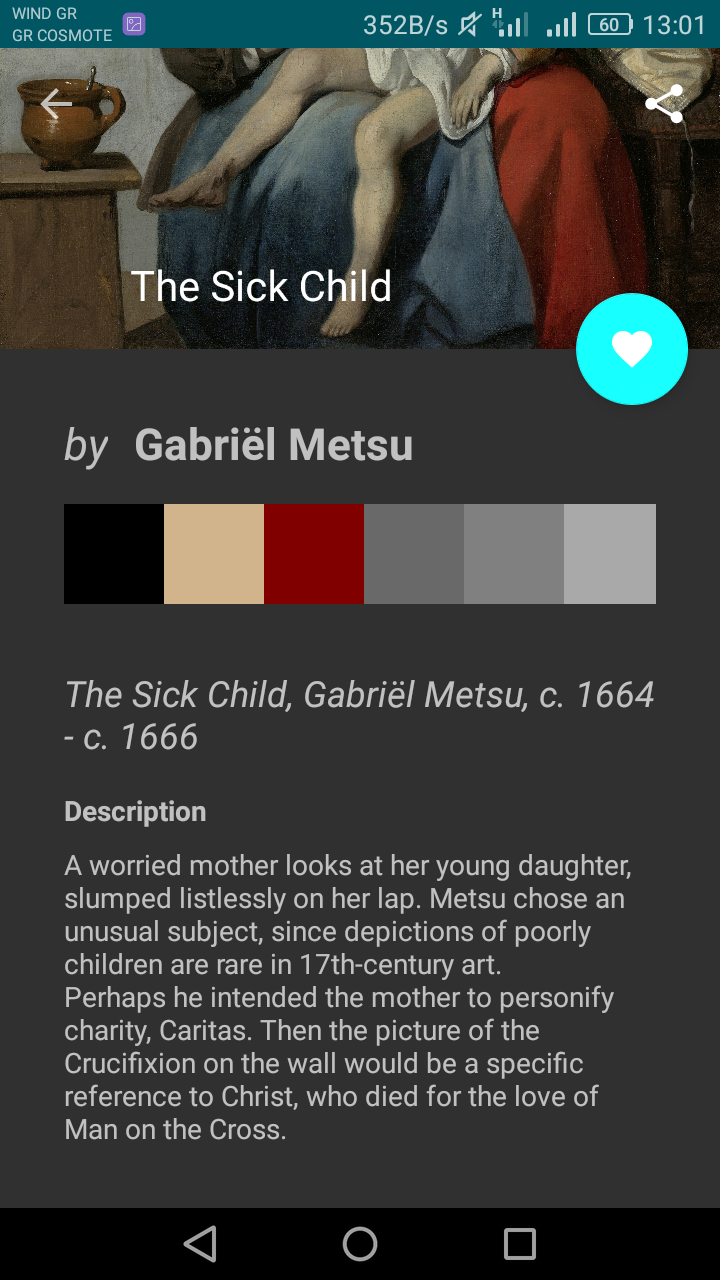 WIND GR
GR COSMOTE
352B/s H 60 13:01
The Sick Child
by Gabriël Metsu
The Sick Child, Gabriël Metsu, c. 1664
- c. 1666
Description
A worried mother looks at her young daughter,
slumped listlessly on her lap. Metsu chose an
unusual subject, since depictions of poorly
children are rare in 17th-century art.
Perhaps he intended the mother to personify
charity, Caritas. Then the picture of the
Crucifixion on the wall would be a specific
reference to Christ, who died for the love of
Man on the Cross.